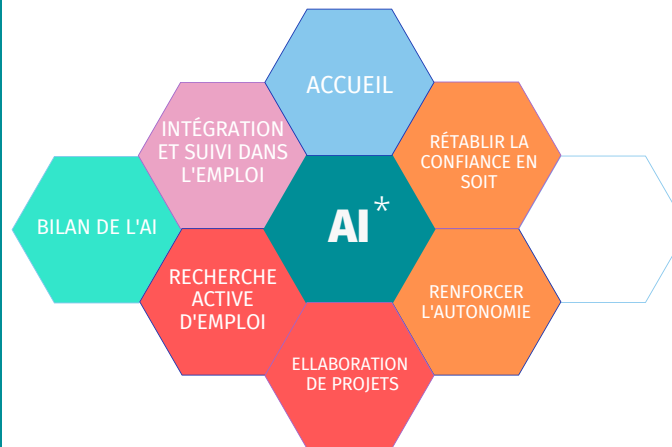 ACCUEIL
INTÉGRATION
ET SUIVI DANS
L'EMPLOI
RÉTABLIR LA
CONFIANCE EN
SOIT
BILAN DE L'AI
AI*
RECHERCHE
ACTIVE
D'EMPLOI
RENFORCER
L'AUTONOMIE
ELLABORATION
DE PROJETS